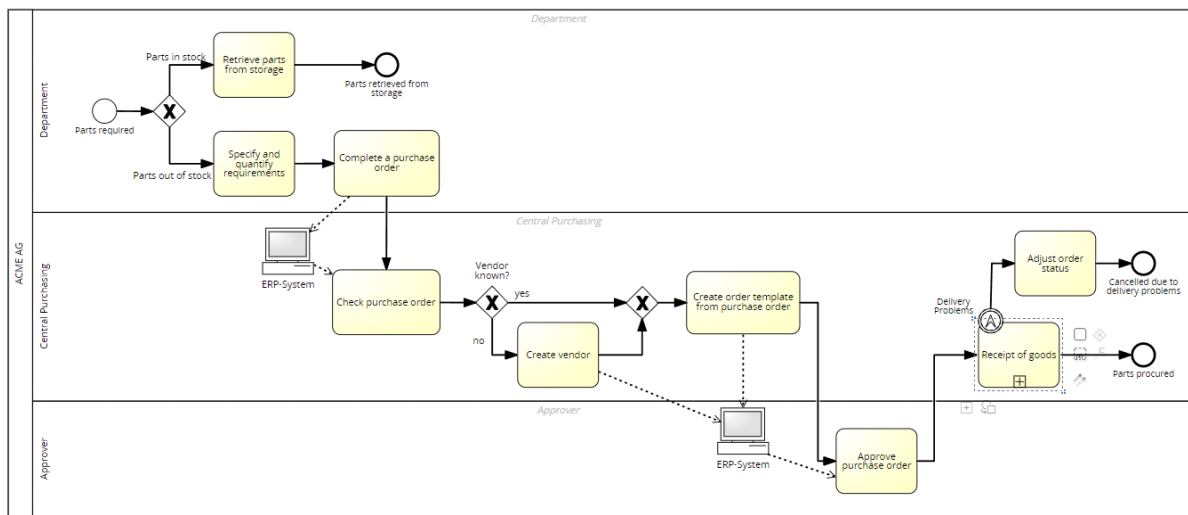 Department
Parts in stock
Retrieve parts
from storage
Parts retrieved from
storage
Parts required
Department
Parts out of stock
Specify and
quantify
requirements
Complete a purchase
order
ACME AG
Central Purchasing
ERP-System
Check purchase order
Vendor
known?
yes
no
Create vendor
Create order template
from purchase order
Adjust order
status
Cancelled due to
delivery problems
Delivery
Problems
Receipt of goods
Parts procured
Central Purchasing
Approver
ERP-System
Approve
purchase order
Approver